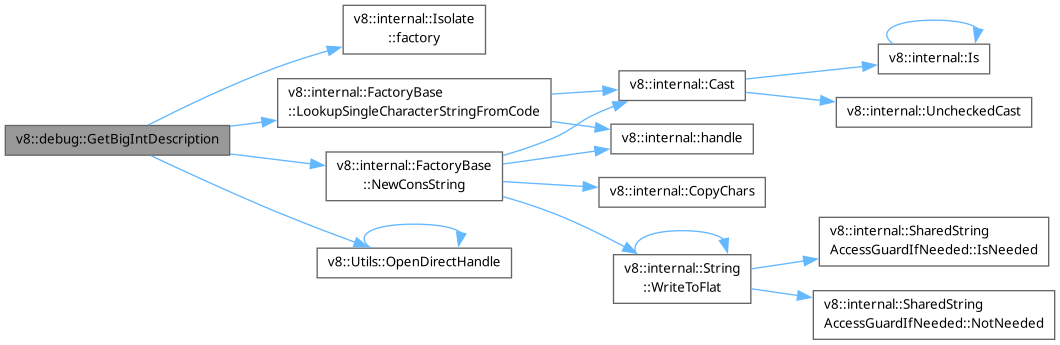 v8::debug::GetBigIntDescription
v8::internal::Isolate
::factory
v8::internal::FactoryBase
::LookupSingleCharacterStringFromCode
v8::internal::FactoryBase
::NewConsString
v8::Utils::OpenDirectHandle
v8::internal::Cast
v8::internal::handle
v8::internal::CopyChars
v8::internal::String
::WriteToFlat
v8::internal::Is
v8::internal::UncheckedCast
v8::internal::SharedString
AccessGuardIfNeeded::IsNeeded
v8::internal::SharedString
AccessGuardIfNeeded::NotNeeded